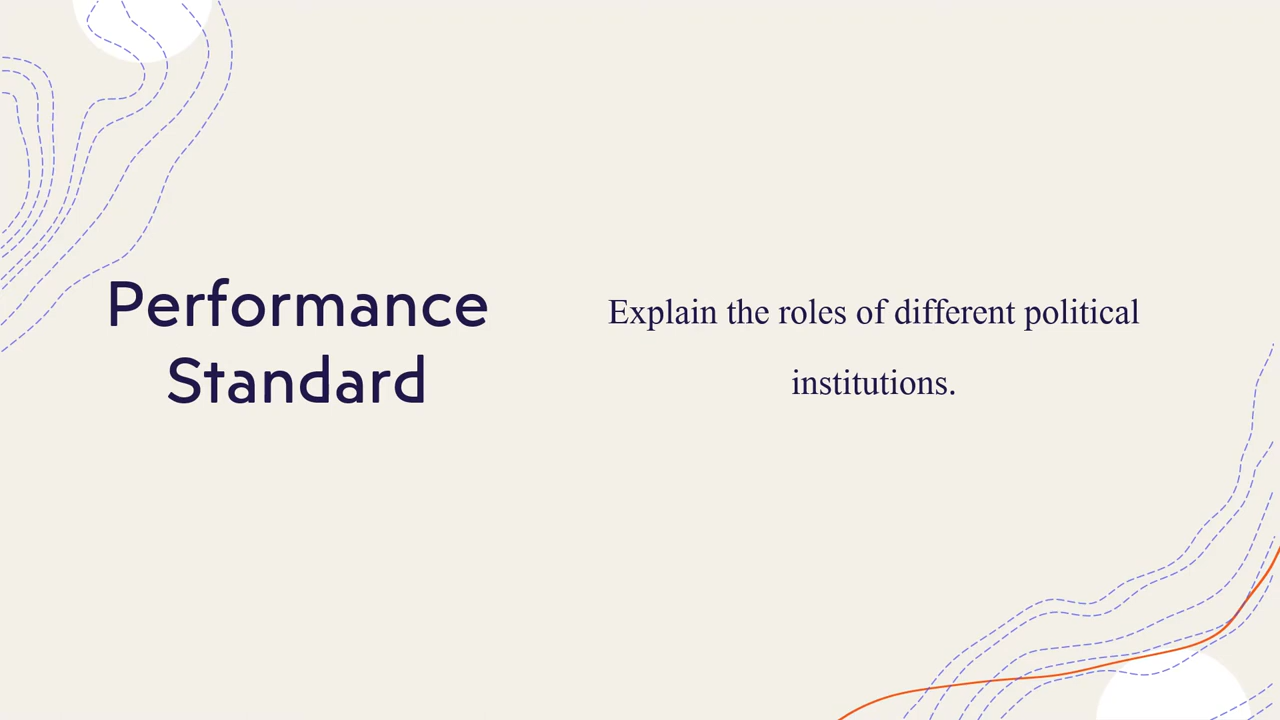 Performance
Standard
Explain the roles of different political
institutions.